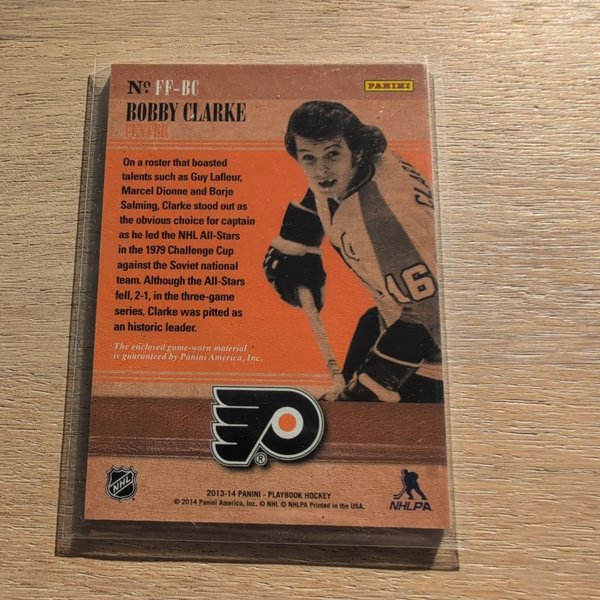 Nº FF-BC
PANINI
BOBBY CLARKE
CENTER
On a roster that boasted
talents such as Guy Lafleur,
Marcel Dionne and Borje
Salming, Clarke stood out as
the obvious choice for captain
as he led the NHL All-Stars
in the 1979 Challenge Cup
against the Soviet national
team. Although the All-Stars
fell, 2-1, in the three-game
series, Clarke was pitted as
an historic leader.
The enclosed game-worn material
is guaranteed by Panini America, Inc.
CLA
A
16
®
NHL
NHLPA
2013-14 PANINI - PLAYBOOK HOCKEY
© 2014 Panini America, Inc. © NHL © NHLPA Printed in the USA.